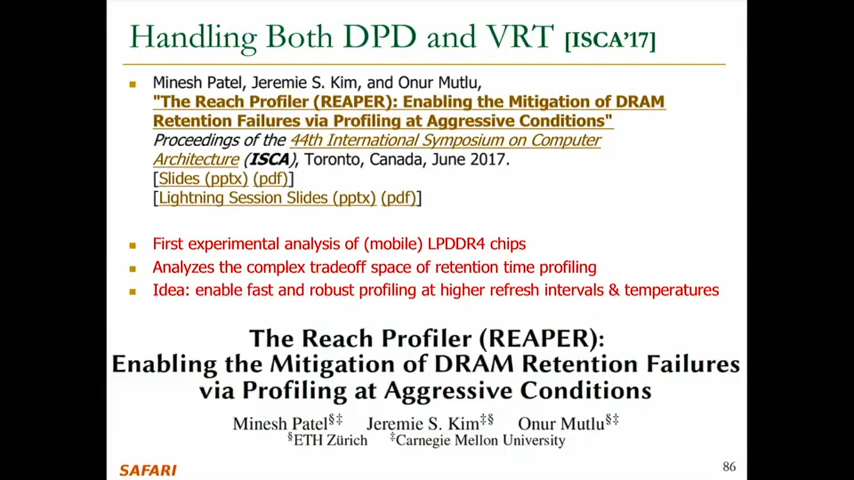 Handling Both DPD and VRT [ISCA'17]
Minesh Patel, Jeremie S. Kim, and Onur Mutlu,
"The Reach Profiler (REAPER): Enabling the Mitigation of DRAM
Retention Failures via Profiling at Aggressive Conditions"
Proceedings of the 44th International Symposium on Computer
Architecture (ISCA), Toronto, Canada, June 2017.
[Slides (pptx) (pdf)]
[Lightning Session Slides (pptx) (pdf)]
First experimental analysis of (mobile) LPDDR4 chips
Analyzes the complex tradeoff space of retention time profiling
Idea: enable fast and robust profiling at higher refresh intervals & temperatures
The Reach Profiler (REAPER):
Enabling the Mitigation of DRAM Retention Failures
via Profiling at Aggressive Conditions
Minesh Patel§‡ Jeremie S. Kim‡§ Onur Mutlu§‡
§ETH Zürich ‡Carnegie Mellon University
SAFARI
86